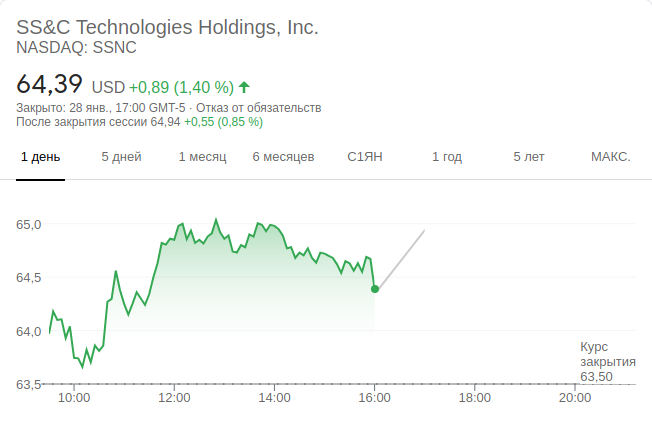 SS&C Technologies Holdings, Inc.
NASDAQ: SSNC
64,39 USD +0,89 (1,40 %)
Закрыто: 28 янв., 17:00 GMT-5 · Отказ от обязательств
После закрытия сессии 64,94 +0,55 (0,85 %)
1 день 5 дней 1 месяц 6 месяцев С1ЯН 1 год 5 лет МАКС.
65,0
64,5
64,0
Курс
закрытия
63,50
63,5
10:00 12:00 14:00 16:00 18:00 20:00